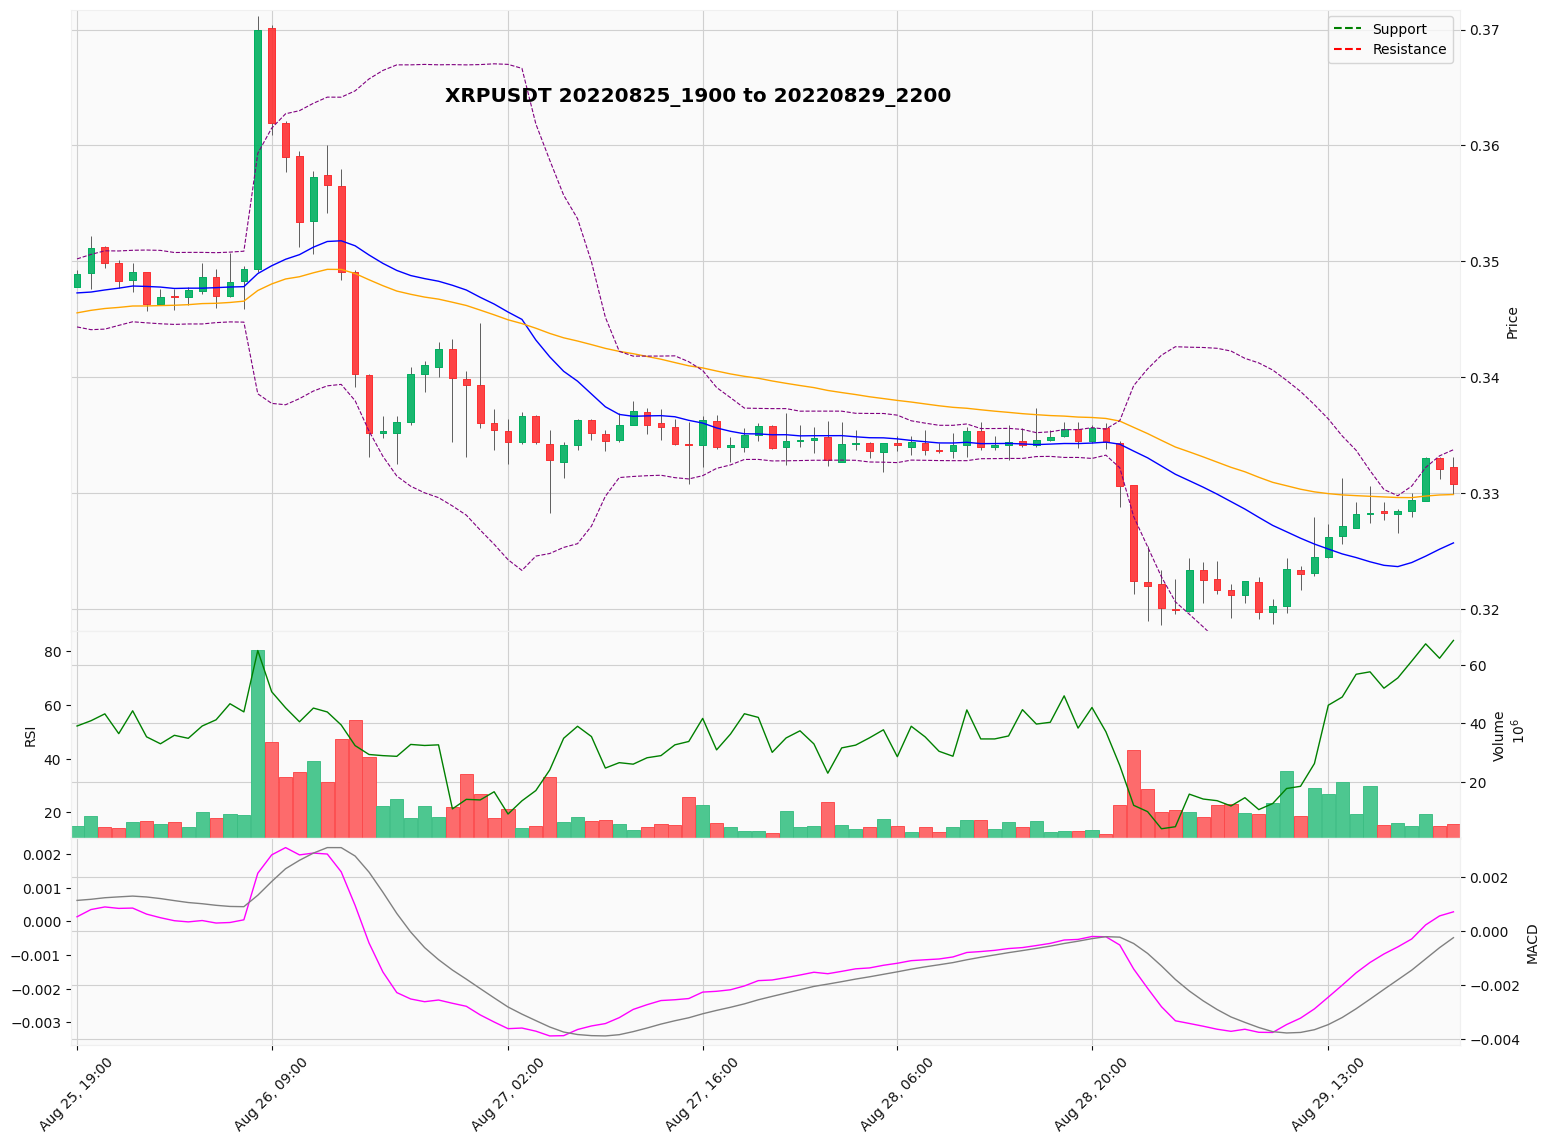 XRPUSDT 20220825_1900 to 20220829_2200
Support
Resistance
0.37
0.36
0.35
0.34
0.33
0.32
Price
80
60
40
20
RSI
60
40
20
Volume
10^6
0.002
0.001
0.000
−0.001
−0.002
−0.003
0.002
0.000
−0.002
−0.004
MACD
Aug 25, 19:00
Aug 26, 09:00
Aug 27, 02:00
Aug 27, 16:00
Aug 28, 06:00
Aug 28, 20:00
Aug 29, 13:00